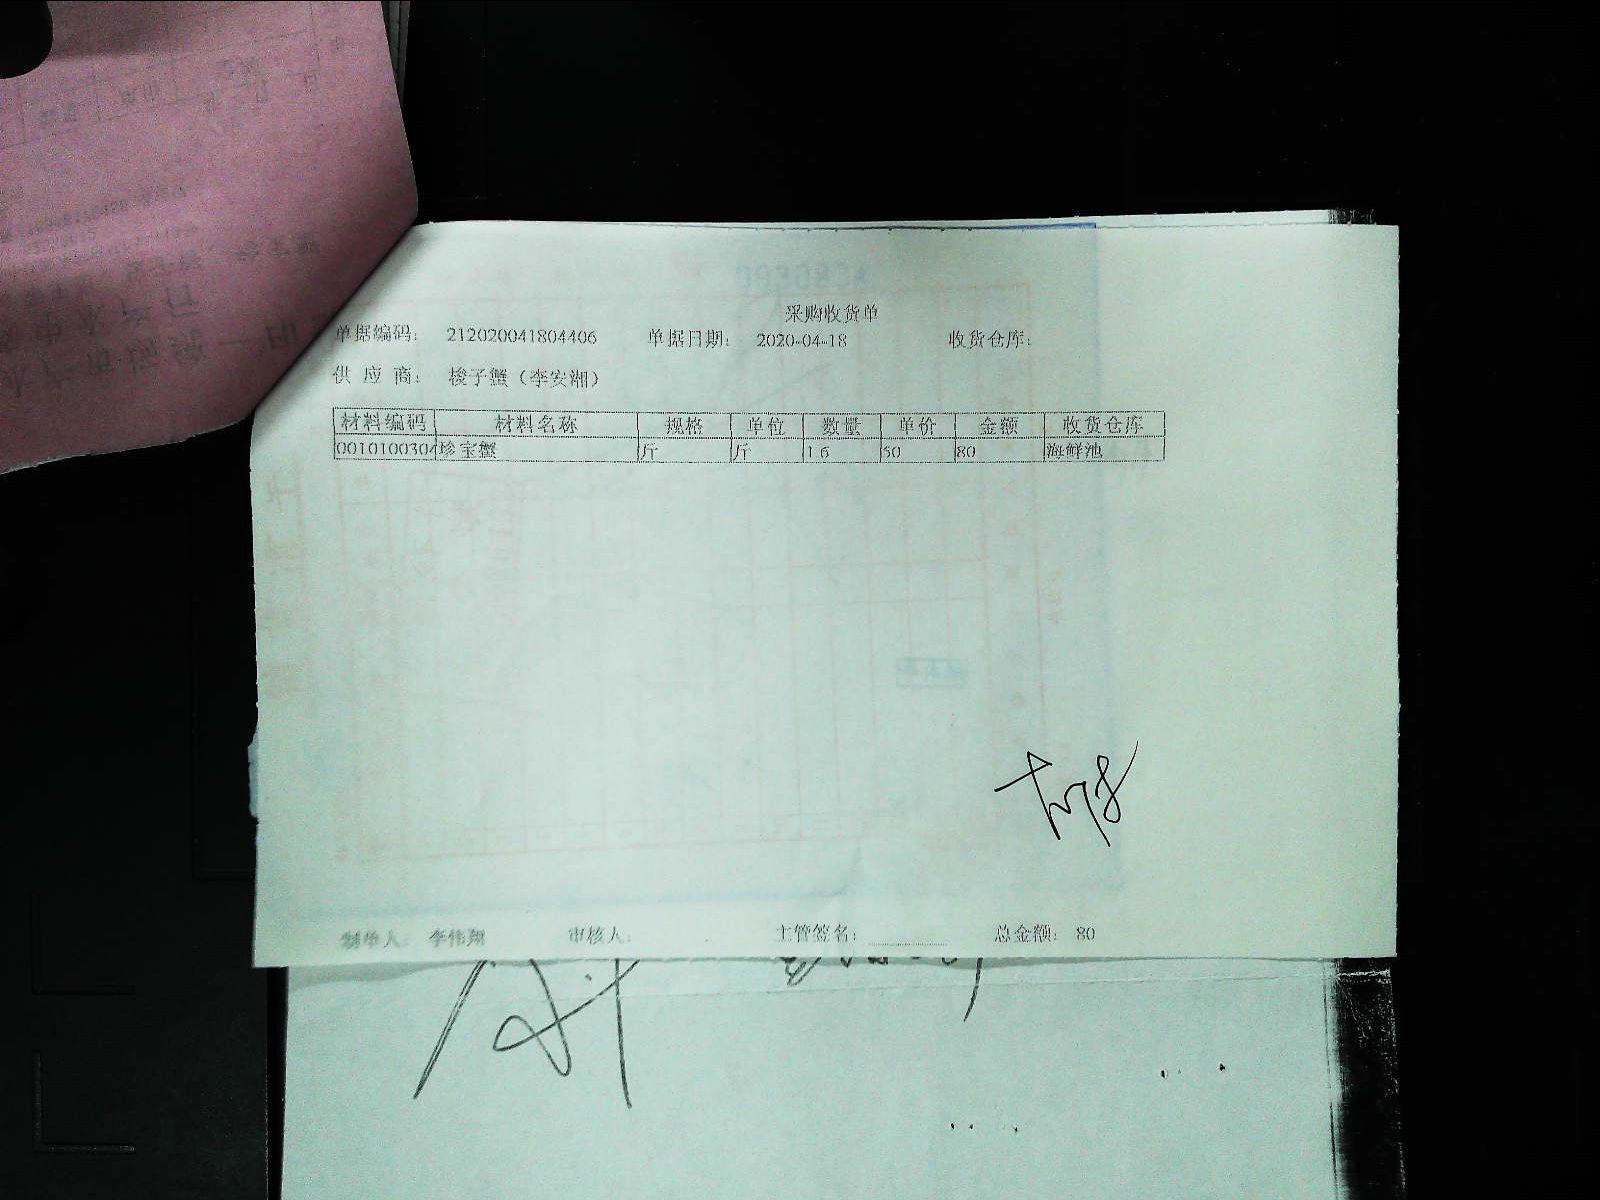 采购收货单
单据编码: 212020041804406 单据日期: 2020-04-18 收货仓库:
供 应 商: 梭子蟹（李安湘）
材料编码 材料名称 规格 单位 数量 单价 金额 收货仓库
0010100304 珍宝蟹 斤 斤 1.6 50 80 海鲜池
制单人: 李伟翔 审核人: 主管签名: 总金额: 80